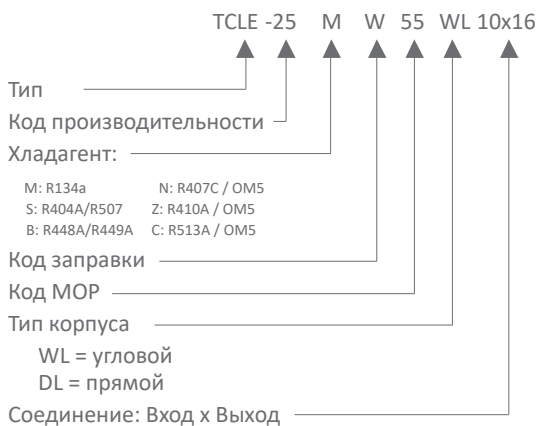 TCLE -25 M W 55 WL 10x16
Тип
Код производительности
Хладагент:
M: R134a N: R407C / OM5
S: R404A/R507 Z: R410A / OM5
B: R448A/R449A C: R513A / OM5
Код заправки
Код MOP
Тип корпуса
WL = угловой
DL = прямой
Соединение: Вход x Выход